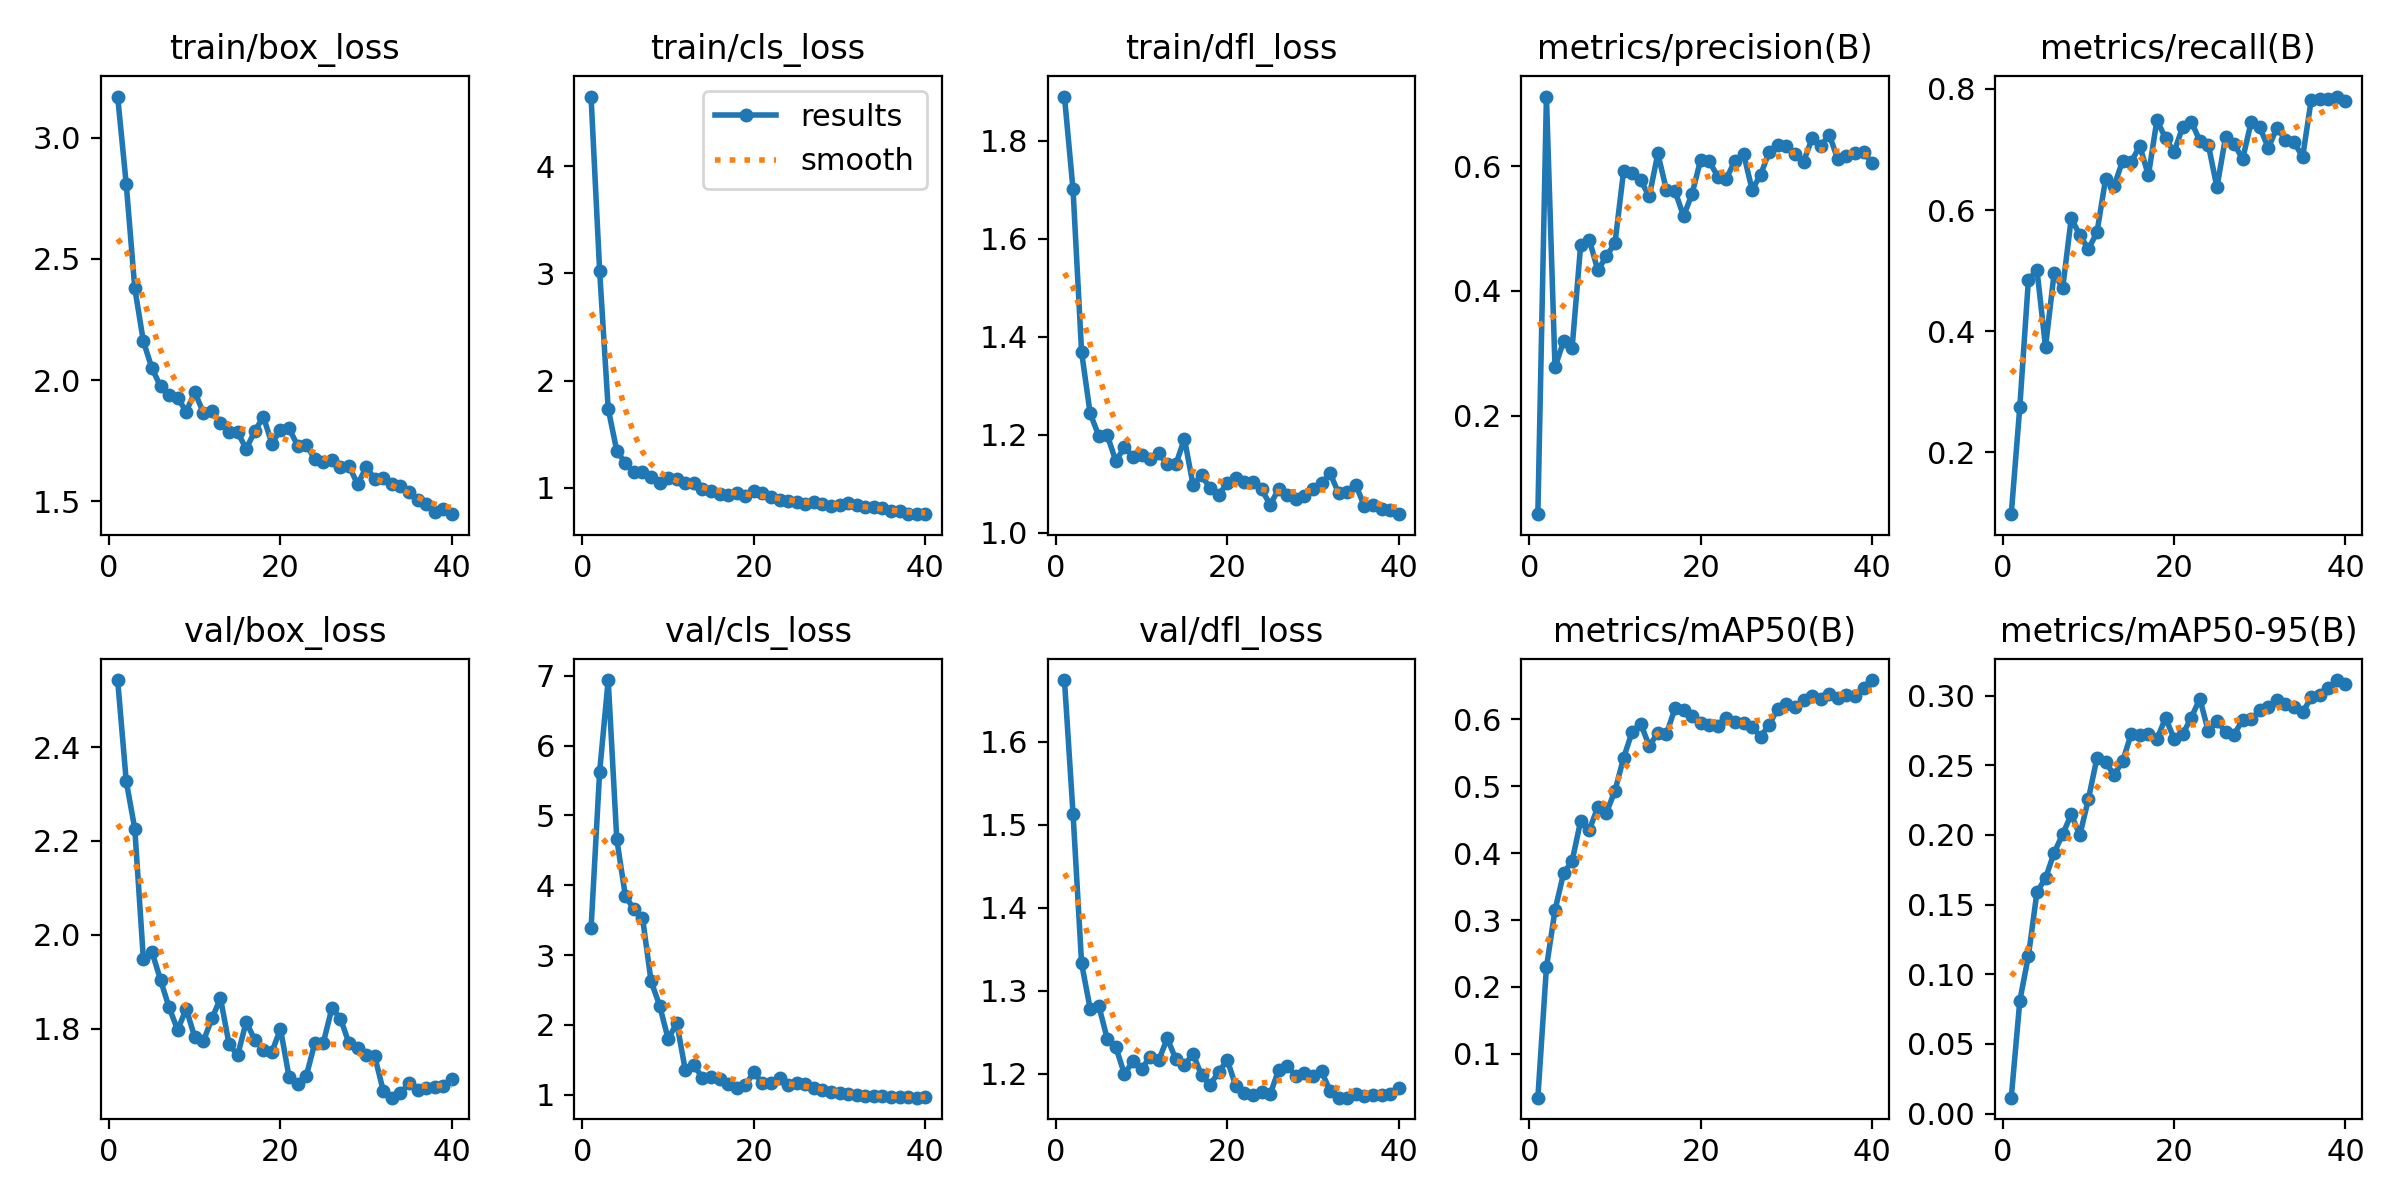 train/box_loss
3.0
2.5
2.0
1.5
0 20 40
train/cls_loss
results
smooth
4
3
2
1
0 20 40
train/dfl_loss
1.8
1.6
1.4
1.2
1.0
0 20 40
metrics/precision(B)
0.6
0.4
0.2
0 20 40
metrics/recall(B)
0.8
0.6
0.4
0.2
0 20 40
val/box_loss
2.4
2.2
2.0
1.8
0 20 40
val/cls_loss
7
6
5
4
3
2
1
0 20 40
val/dfl_loss
1.6
1.5
1.4
1.3
1.2
0 20 40
metrics/mAP50(B)
0.6
0.5
0.4
0.3
0.2
0.1
0 20 40
metrics/mAP50-95(B)
0.30
0.25
0.20
0.15
0.10
0.05
0.00
0 20 40